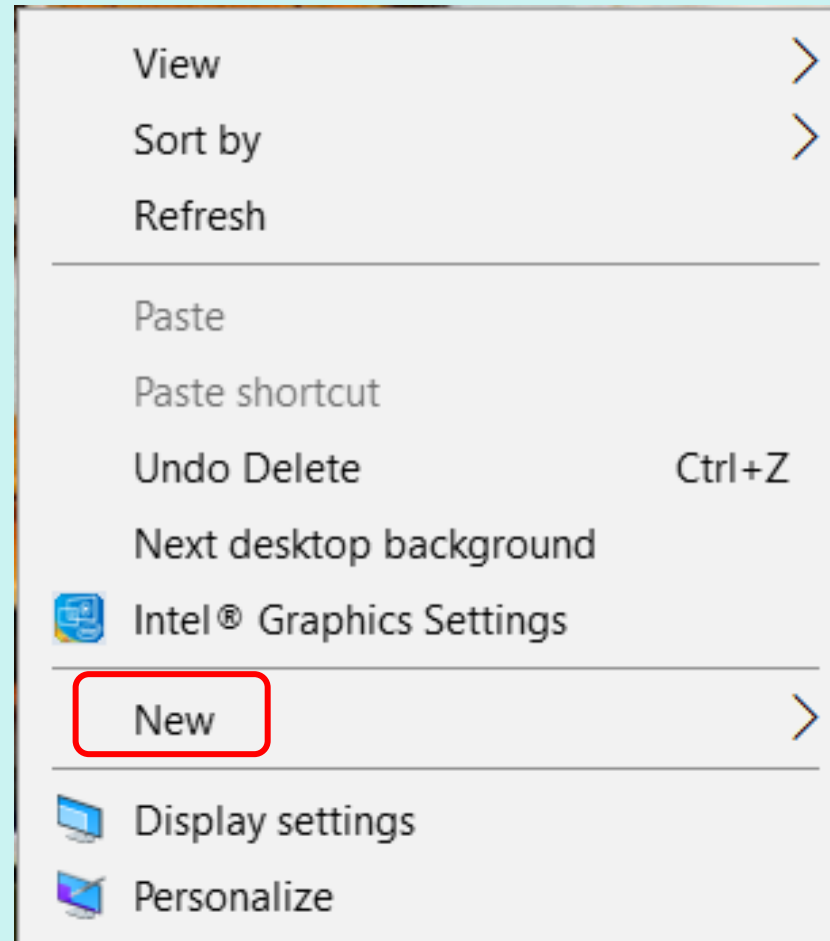 View
Sort by
Refresh
Paste
Paste shortcut
Undo Delete Ctrl+Z
Next desktop background
Intel® Graphics Settings
New
Display settings
Personalize